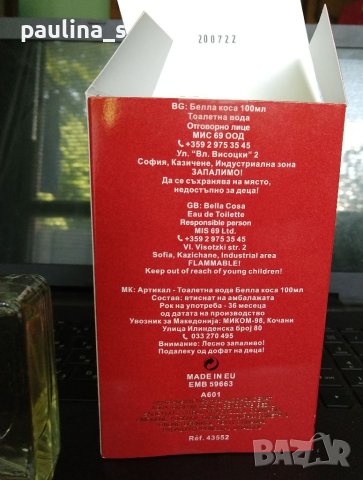 paulina_s
200722
BG: Белла коса 100мл
Тоалетна вода
Отговорно лице
МИС 69 ООД
+359 2 975 35 45
Ул. "Вл. Висоцки" 2
София, Казичене, Индустриална зона
ЗАПАЛИМО!
Да се съхранява на място,
недостъпно за деца!
GB: Bella Cosa
Eau de Toilette
Responsible person
MIS 69 Ltd.
+359 2 975 35 45
Vl. Visotzki str. 2
Sofia, Kazichane, Industrial area
FLAMMABLE!
Keep out of reach of young children!
МК: Артикал - Тоалетна вода Белла коса 100мл
Состав: втиснат на амбалажата
Рок на употреба - 36 месеца
од датата на производство
Увозник за Македонија: МИКОМ-98, Кочани
Улица Илинденска број 80
033 270 495
Внимание: Лесно запаливо!
Подалеку од дофат на деца!
MADE IN EU
EMB 59663
A601
Réf. 43552
BAZAR